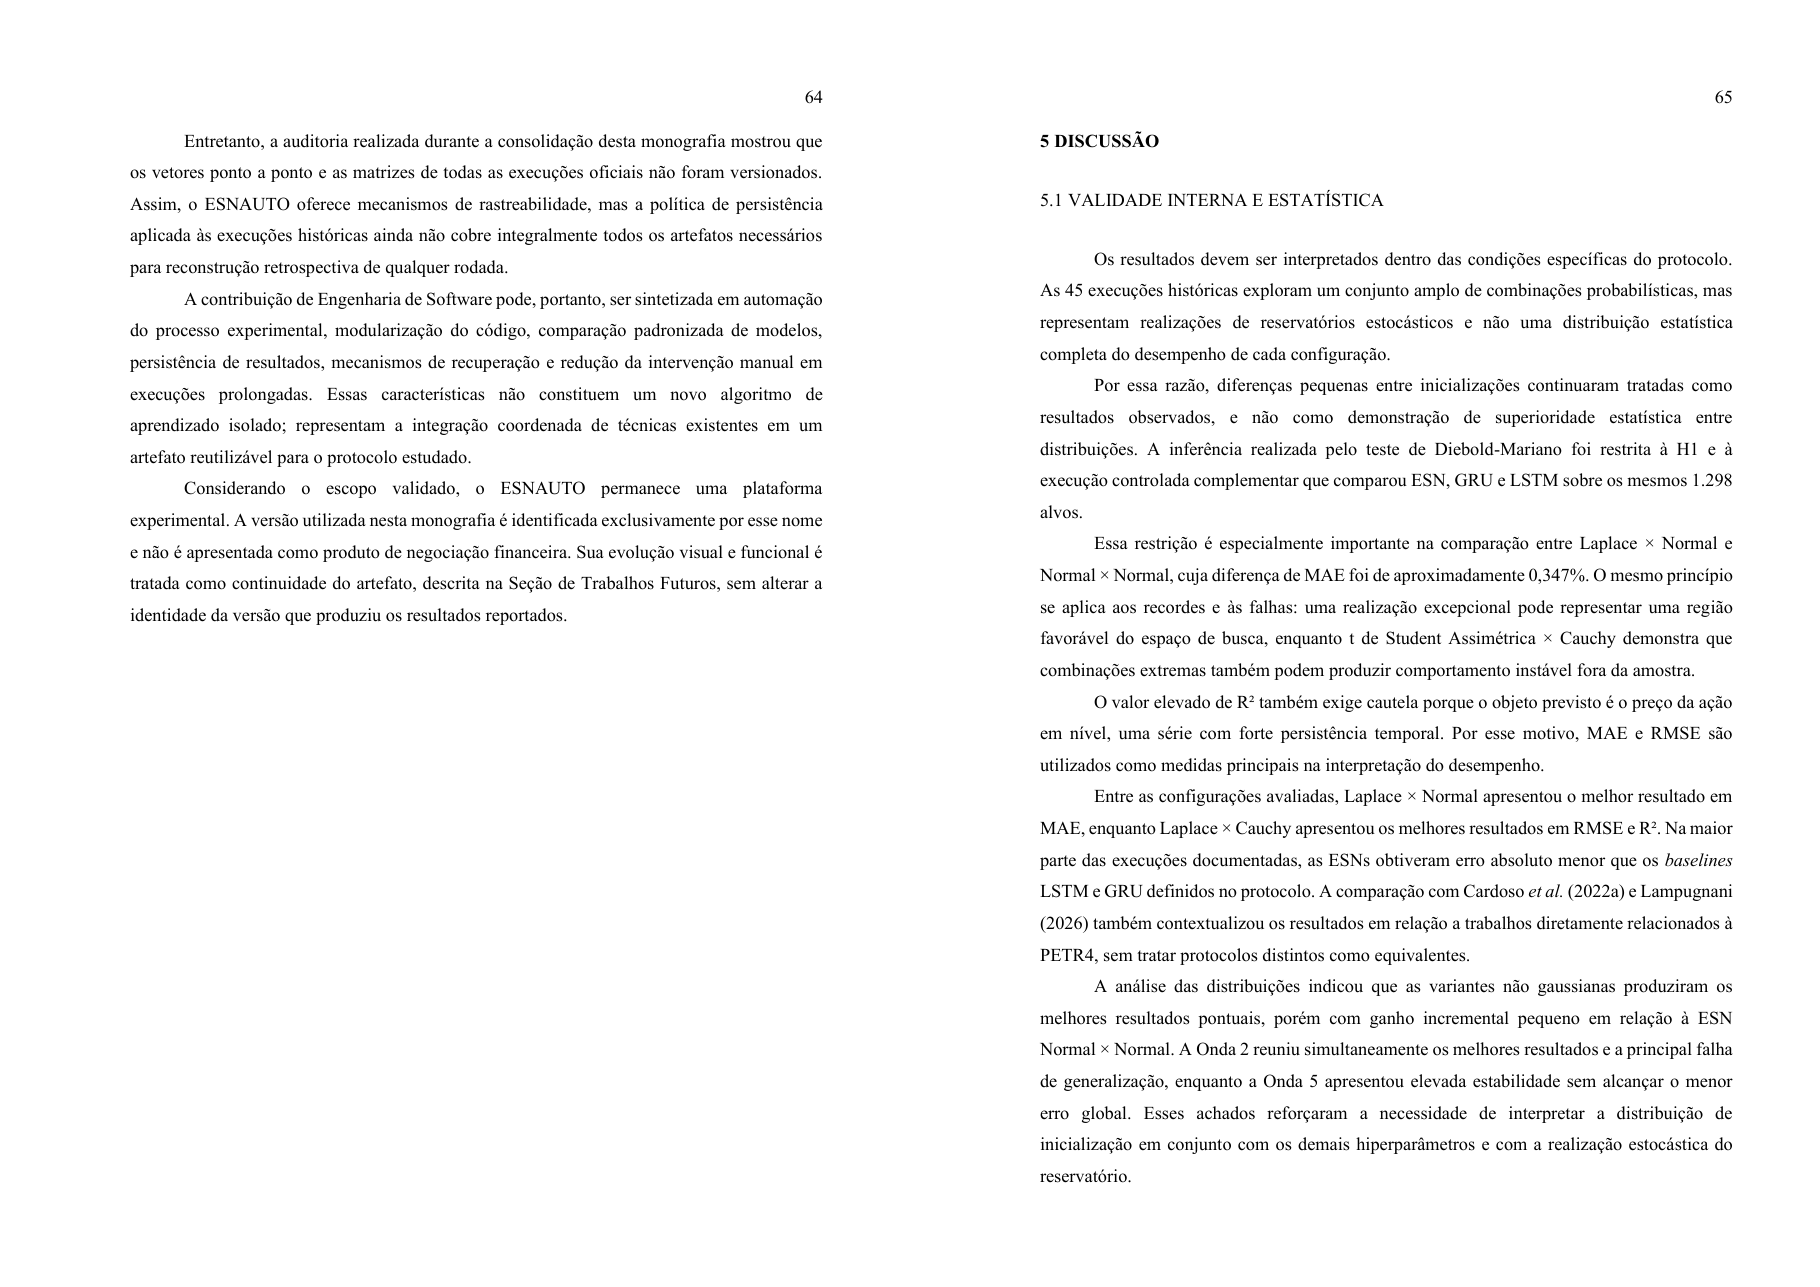 64
Entretanto, a auditoria realizada durante a consolidação desta monografia mostrou que
os vetores ponto a ponto e as matrizes de todas as execuções oficiais não foram versionados.
Assim, o ESNAUTO oferece mecanismos de rastreabilidade, mas a política de persistência
aplicada às execuções históricas ainda não cobre integralmente todos os artefatos necessários
para reconstrução retrospectiva de qualquer rodada.
A contribuição de Engenharia de Software pode, portanto, ser sintetizada em automação
do processo experimental, modularização do código, comparação padronizada de modelos,
persistência de resultados, mecanismos de recuperação e redução da intervenção manual em
execuções prolongadas. Essas características não constituem um novo algoritmo de
aprendizado isolado; representam a integração coordenada de técnicas existentes em um
artefato reutilizável para o protocolo estudado.
Considerando o escopo validado, o ESNAUTO permanece uma plataforma
experimental. A versão utilizada nesta monografia é identificada exclusivamente por esse nome
e não é apresentada como produto de negociação financeira. Sua evolução visual e funcional é
tratada como continuidade do artefato, descrita na Seção de Trabalhos Futuros, sem alterar a
identidade da versão que produziu os resultados reportados.
65
5 DISCUSSÃO
5.1 VALIDADE INTERNA E ESTATÍSTICA
Os resultados devem ser interpretados dentro das condições específicas do protocolo.
As 45 execuções históricas exploram um conjunto amplo de combinações probabilísticas, mas
representam realizações de reservatórios estocásticos e não uma distribuição estatística
completa do desempenho de cada configuração.
Por essa razão, diferenças pequenas entre inicializações continuaram tratadas como
resultados observados, e não como demonstração de superioridade estatística entre
distribuições. A inferência realizada pelo teste de Diebold-Mariano foi restrita à H1 e à
execução controlada complementar que comparou ESN, GRU e LSTM sobre os mesmos 1.298
alvos.
Essa restrição é especialmente importante na comparação entre Laplace × Normal e
Normal × Normal, cuja diferença de MAE foi de aproximadamente 0,347%. O mesmo princípio
se aplica aos recordes e às falhas: uma realização excepcional pode representar uma região
favorável do espaço de busca, enquanto t de Student Assimétrica × Cauchy demonstra que
combinações extremas também podem produzir comportamento instável fora da amostra.
O valor elevado de R² também exige cautela porque o objeto previsto é o preço da ação
em nível, uma série com forte persistência temporal. Por esse motivo, MAE e RMSE são
utilizados como medidas principais na interpretação do desempenho.
Entre as configurações avaliadas, Laplace × Normal apresentou o melhor resultado em
MAE, enquanto Laplace × Cauchy apresentou os melhores resultados em RMSE e R². Na maior
parte das execuções documentadas, as ESNs obtiveram erro absoluto menor que os baselines
LSTM e GRU definidos no protocolo. A comparação com Cardoso et al. (2022a) e Lampugnani
(2026) também contextualizou os resultados em relação a trabalhos diretamente relacionados à
PETR4, sem tratar protocolos distintos como equivalentes.
A análise das distribuições indicou que as variantes não gaussianas produziram os
melhores resultados pontuais, porém com ganho incremental pequeno em relação à ESN
Normal × Normal. A Onda 2 reuniu simultaneamente os melhores resultados e a principal falha
de generalização, enquanto a Onda 5 apresentou elevada estabilidade sem alcançar o menor
erro global. Esses achados reforçaram a necessidade de interpretar a distribuição de
inicialização em conjunto com os demais hiperparâmetros e com a realização estocástica do
reservatório.